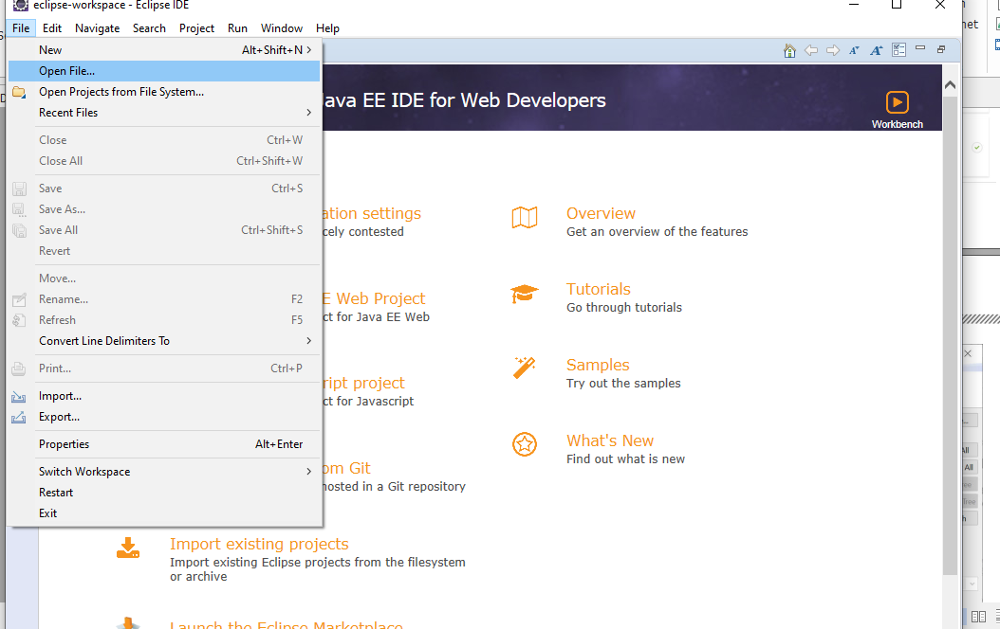 eclipse-workspace - Eclipse IDE
File Edit Navigate Search Project Run Window Help
New Alt+Shift+N
Open File...
Open Projects from File System...
Recent Files
Close Ctrl+W
Close All Ctrl+Shift+W
Save Ctrl+S
Save As...
Save All Ctrl+Shift+S
Revert
Move...
Rename... F2
Refresh F5
Convert Line Delimiters To
Print... Ctrl+P
Import...
Export...
Properties Alt+Enter
Switch Workspace
Restart
Exit
Java EE IDE for Web Developers
Workbench
ation settings
cely contested
E Web Project
ct for Java EE Web
ript project
ct for Javascript
om Git
hosted in a Git repository
Import existing projects
Import existing Eclipse projects from the filesystem
or archive
Launch the Eclipse Marketplace
Overview
Get an overview of the features
Tutorials
Go through tutorials
Samples
Try out the samples
What's New
Find out what is new
net
All
All